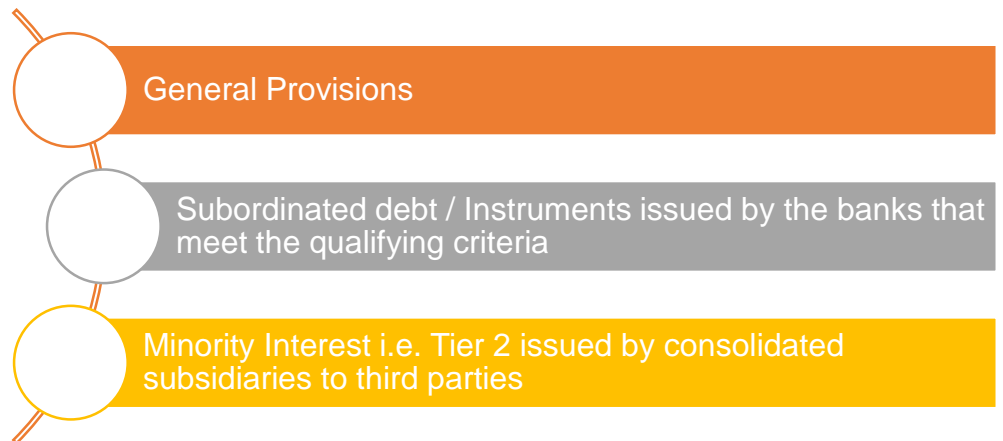 General Provisions
Subordinated debt / Instruments issued by the banks that
meet the qualifying criteria
Minority Interest i.e. Tier 2 issued by consolidated
subsidiaries to third parties